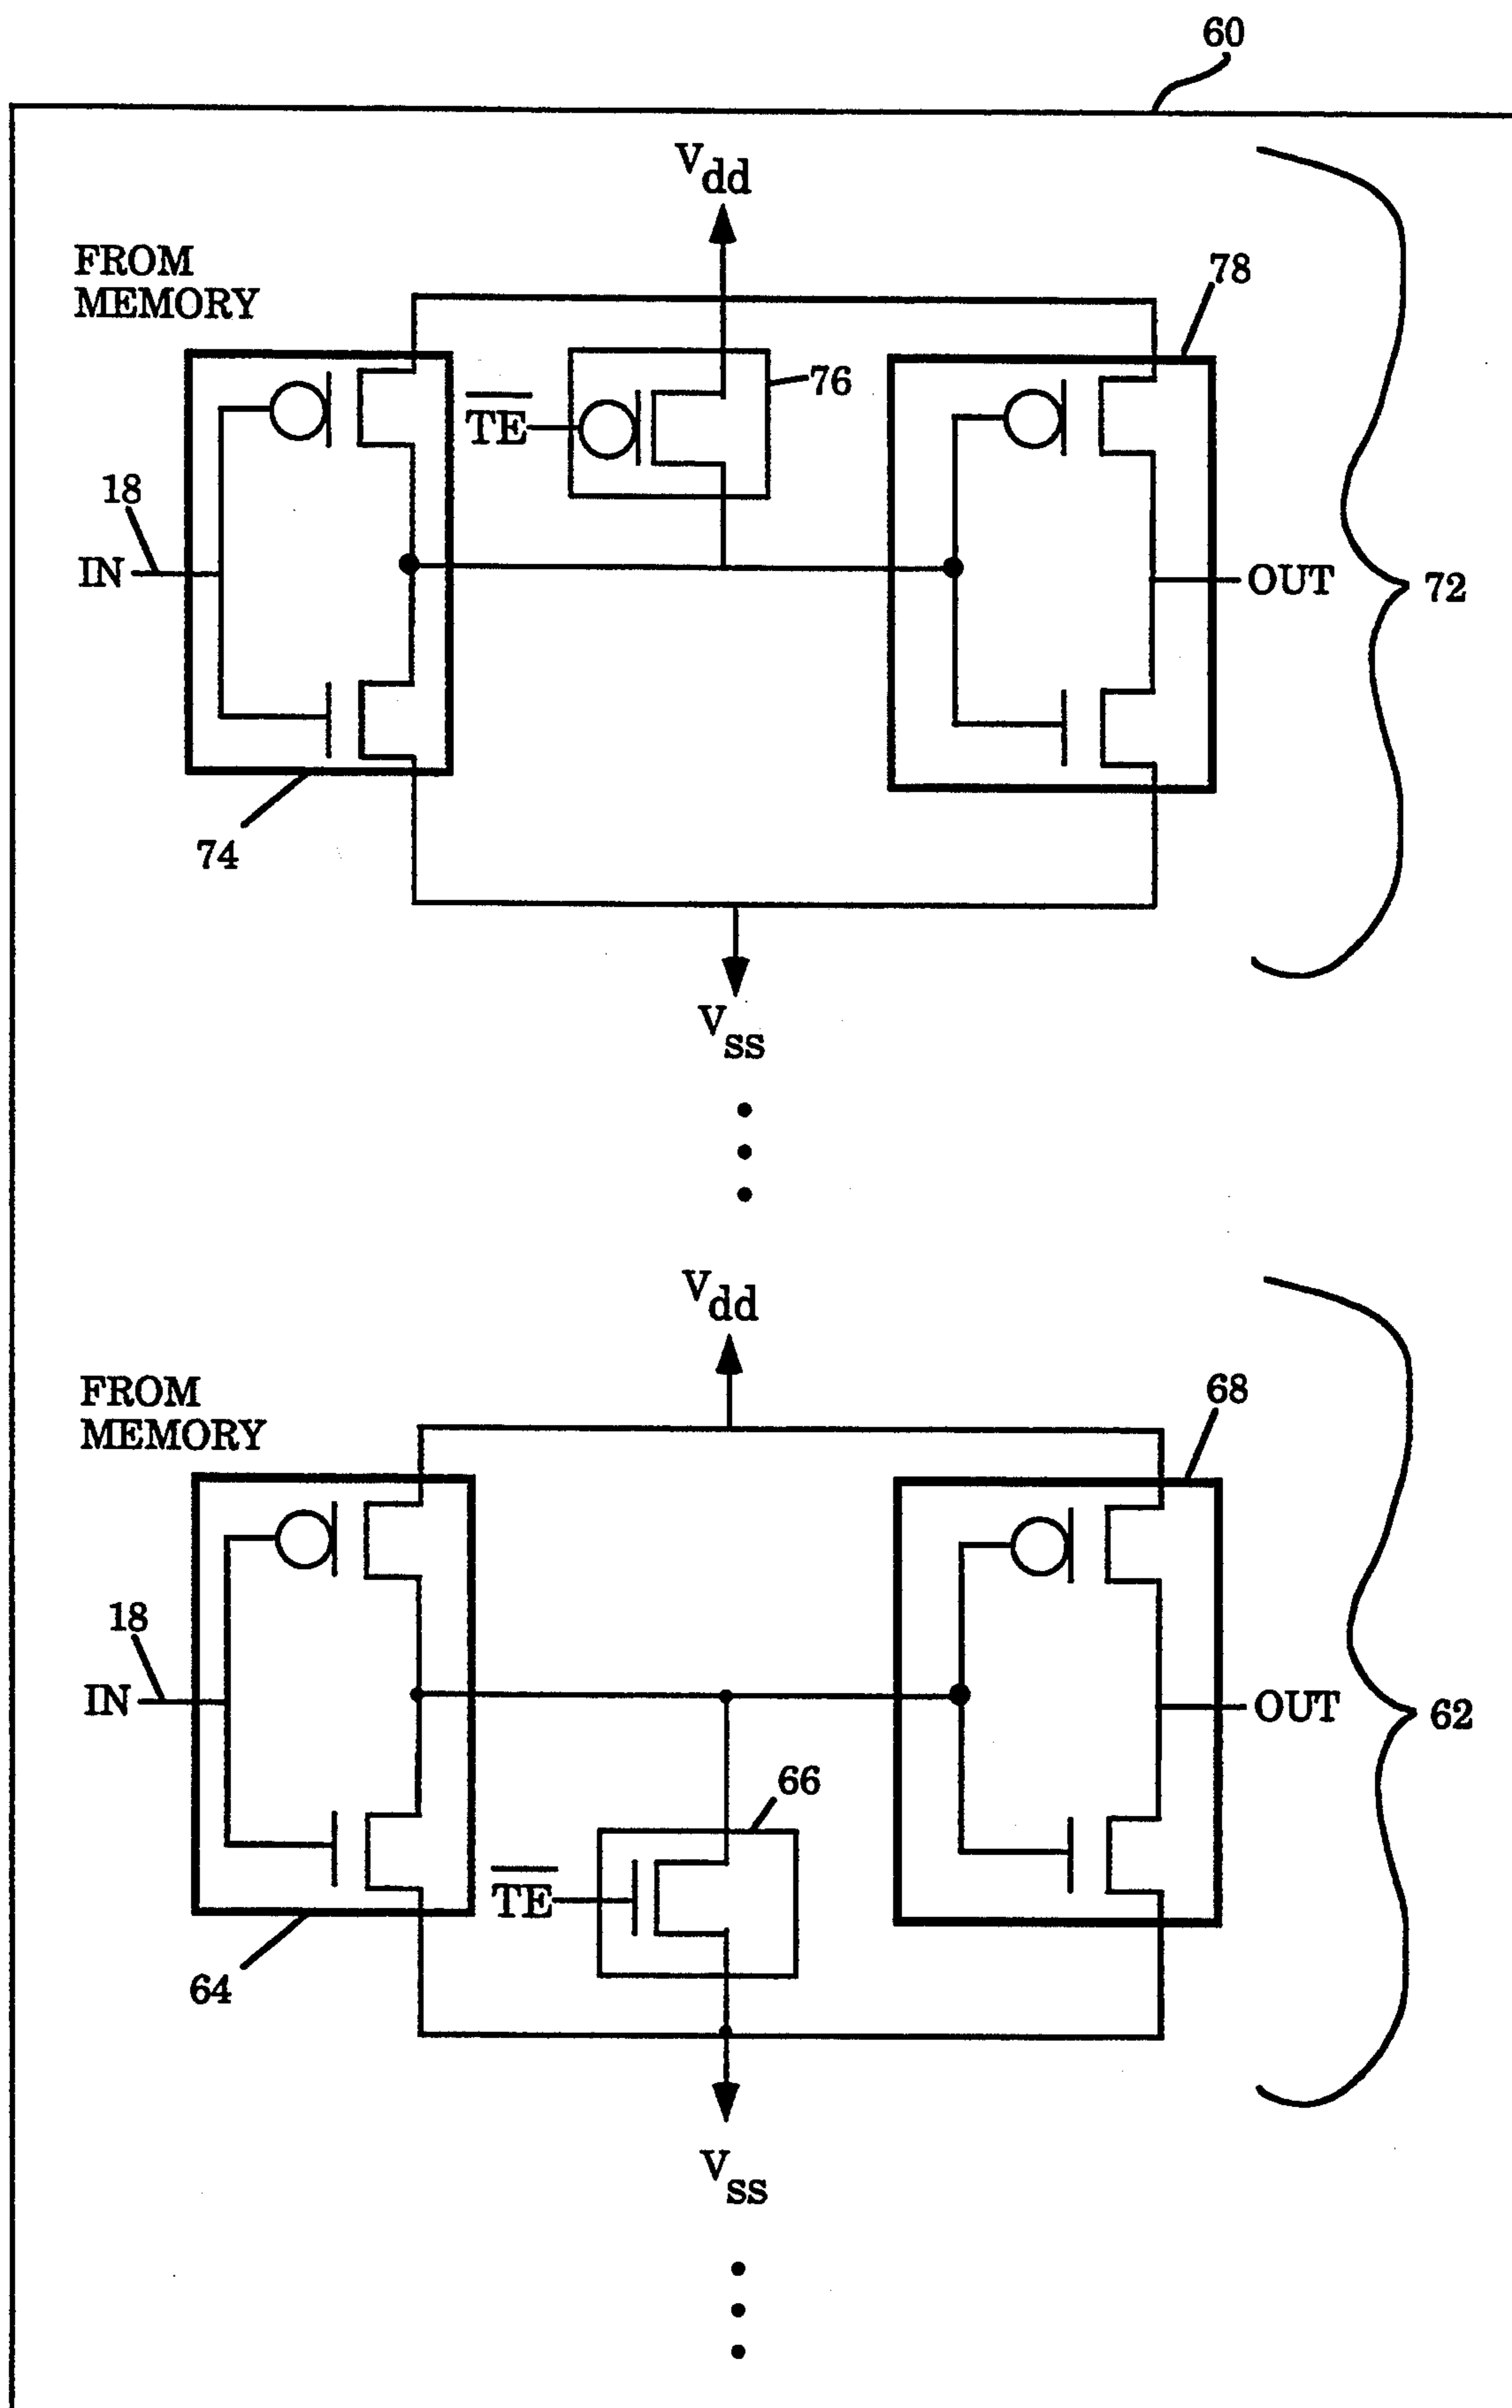 60
Vdd
FROM
MEMORY
78
76
TE
18
IN
OUT
72
74
Vss
Vdd
FROM
MEMORY
68
18
IN
OUT
62
66
TE
64
Vss